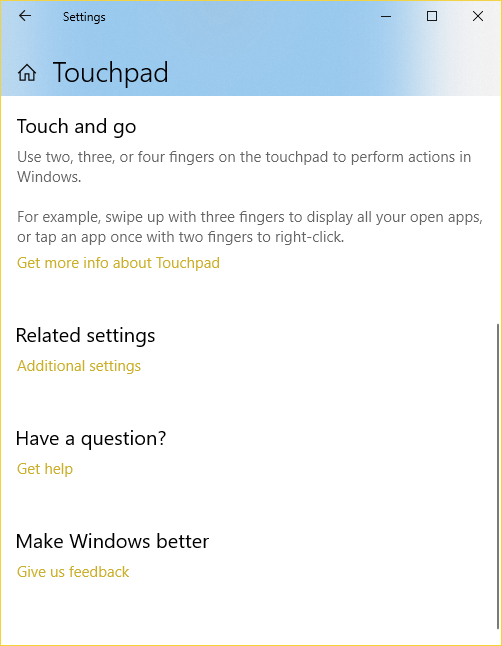 Settings
Touchpad
Touch and go
Use two, three, or four fingers on the touchpad to perform actions in
Windows.
For example, swipe up with three fingers to display all your open apps,
or tap an app once with two fingers to right-click.
Get more info about Touchpad
Related settings
Additional settings
Have a question?
Get help
Make Windows better
Give us feedback